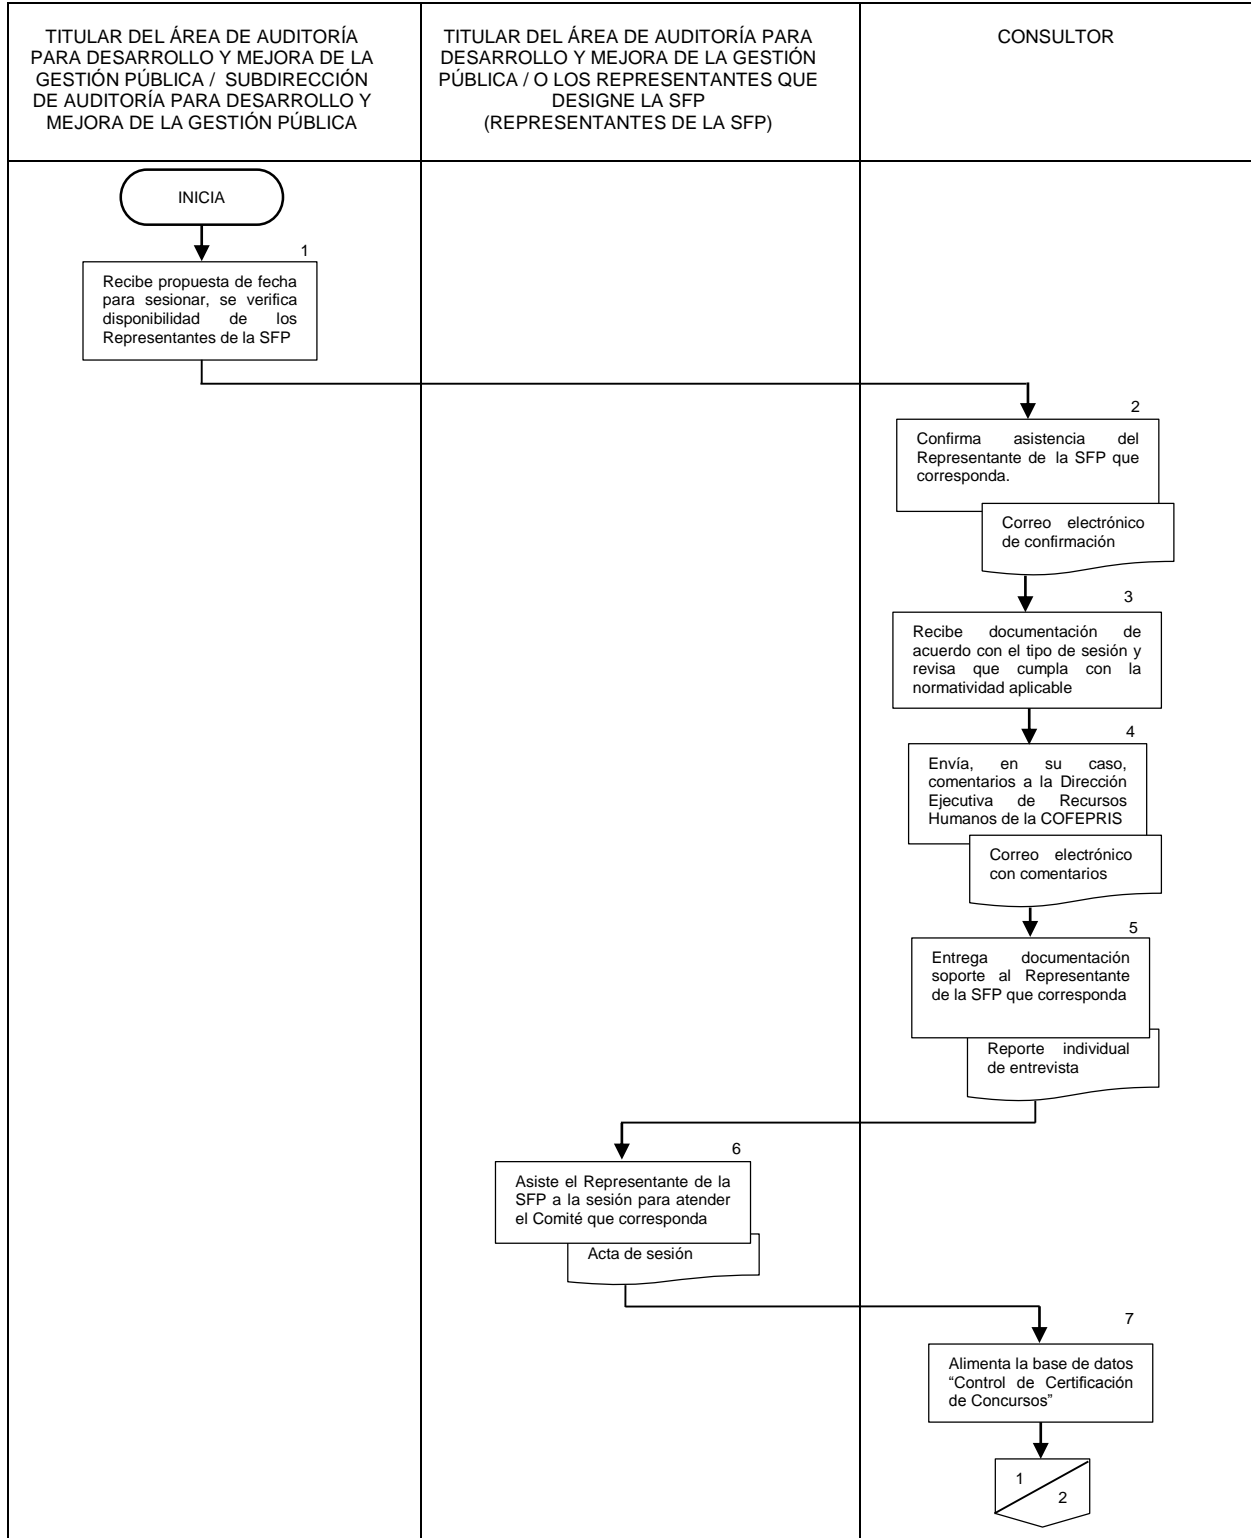 TITULAR DEL ÁREA DE AUDITORÍA
PARA DESARROLLO Y MEJORA DE LA
GESTIÓN PÚBLICA / SUBDIRECCIÓN
DE AUDITORÍA PARA DESARROLLO Y
MEJORA DE LA GESTIÓN PÚBLICA
TITULAR DEL ÁREA DE AUDITORÍA PARA
DESARROLLO Y MEJORA DE LA GESTIÓN
PÚBLICA / O LOS REPRESENTANTES QUE
DESIGNE LA SFP
(REPRESENTANTES DE LA SFP)
CONSULTOR
INICIA
1
Recibe propuesta de fecha
para sesionar, se verifica
disponibilidad de los
Representantes de la SFP
2
Confirma asistencia del
Representante de la SFP que
corresponda.
Correo electrónico
de confirmación
3
Recibe documentación de
acuerdo con el tipo de sesión y
revisa que cumpla con la
normatividad aplicable
4
Envía, en su caso,
comentarios a la Dirección
Ejecutiva de Recursos
Humanos de la COFEPRIS
Correo electrónico
con comentarios
5
Entrega documentación
soporte al Representante
de la SFP que corresponda
Reporte individual
de entrevista
6
Asiste el Representante de la
SFP a la sesión para atender
el Comité que corresponda
Acta de sesión
7
Alimenta la base de datos
“Control de Certificación
de Concursos”
1
2